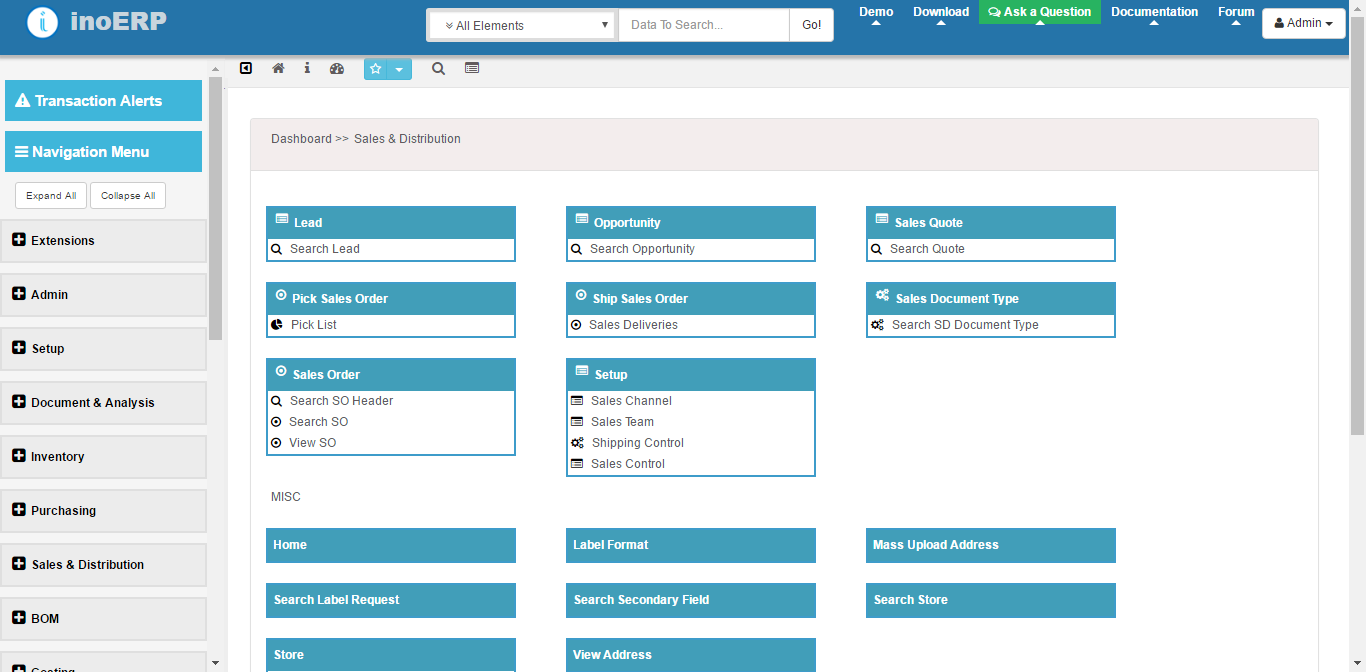 inoERP
All Elements
Data To Search...
Go!
Demo
Download
Ask a Question
Documentation
Forum
Admin
Transaction Alerts
Navigation Menu
Expand All
Collapse All
Extensions
Admin
Setup
Document & Analysis
Inventory
Purchasing
Sales & Distribution
BOM
Costing
Dashboard >> Sales & Distribution
Lead
Search Lead
Opportunity
Search Opportunity
Sales Quote
Search Quote
Pick Sales Order
Pick List
Ship Sales Order
Sales Deliveries
Sales Document Type
Search SD Document Type
Sales Order
Search SO Header
Search SO
View SO
Setup
Sales Channel
Sales Team
Shipping Control
Sales Control
MISC
Home
Label Format
Mass Upload Address
Search Label Request
Search Secondary Field
Search Store
Store
View Address